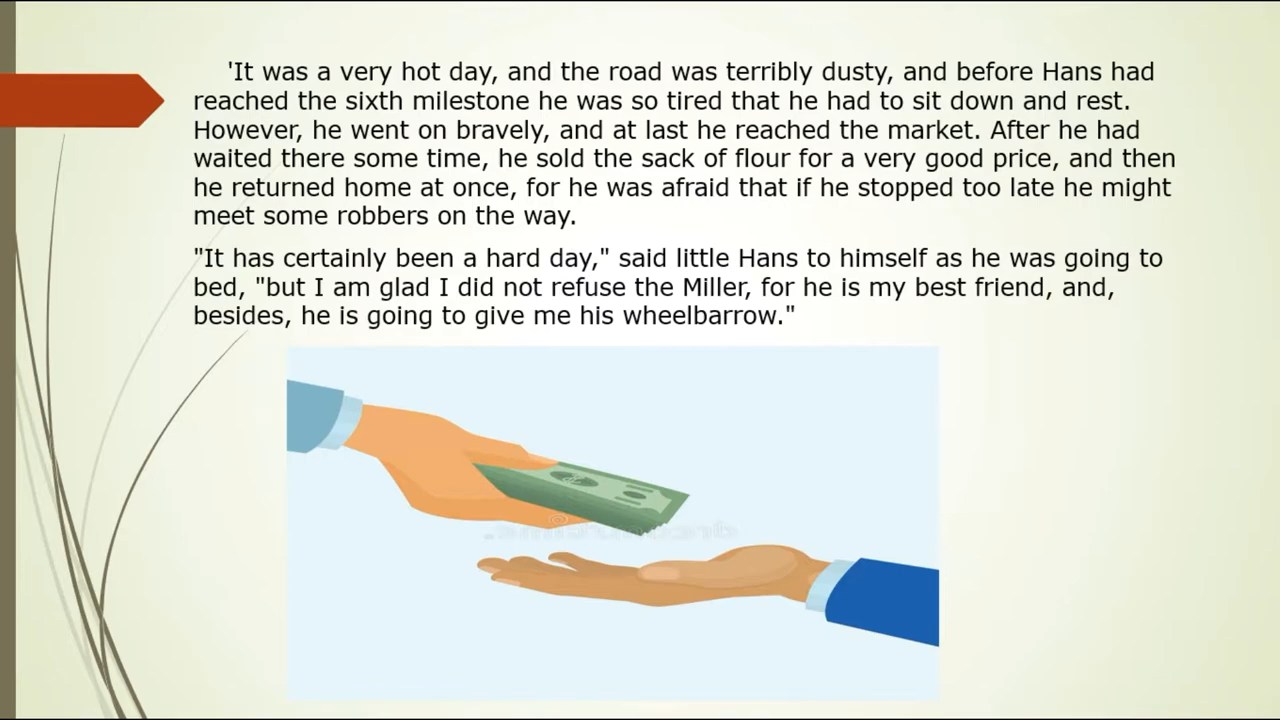 'It was a very hot day, and the road was terribly dusty, and before Hans had
reached the sixth milestone he was so tired that he had to sit down and rest.
However, he went on bravely, and at last he reached the market. After he had
waited there some time, he sold the sack of flour for a very good price, and then
he returned home at once, for he was afraid that if he stopped too late he might
meet some robbers on the way.
"It has certainly been a hard day," said little Hans to himself as he was going to
bed, "but I am glad I did not refuse the Miller, for he is my best friend, and,
besides, he is going to give me his wheelbarrow."